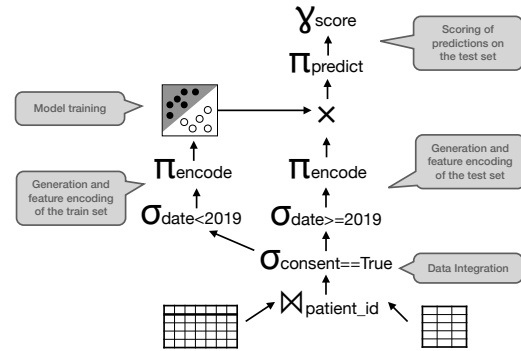 γscore
Scoring of
predictions on
the test set
Πpredict
Model training
×
Πencode
Πencode
Generation and
feature encoding
of the test set
Generation and
feature encoding
of the train set
σdate<2019
σdate>=2019
σconsent==True
Data Integration
⋈patient_id